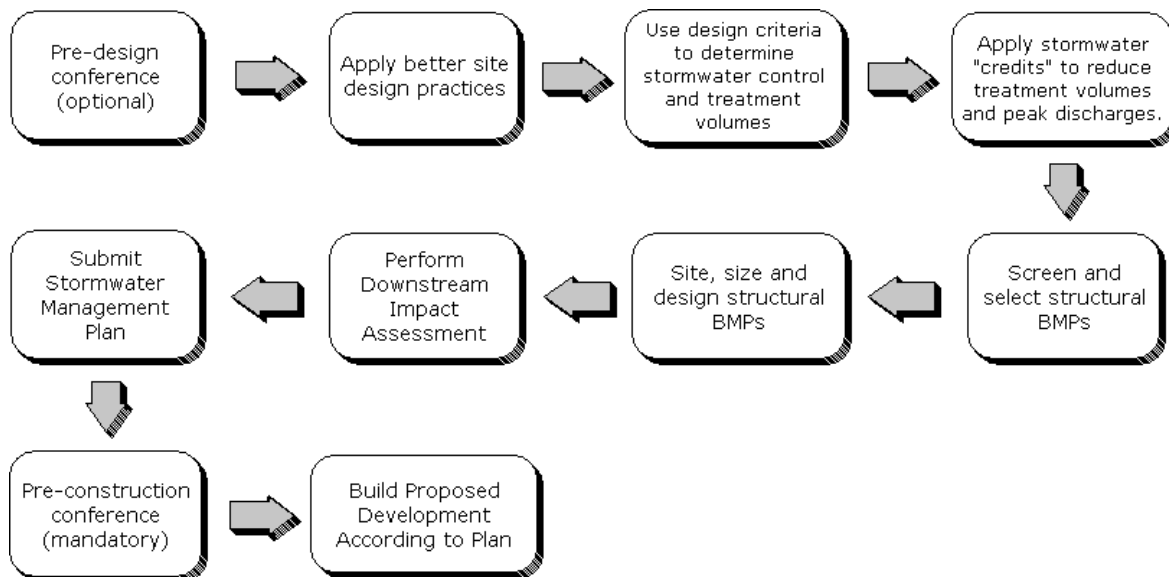 Pre-design
conference
(optional)
Apply better site
design practices
Use design criteria
to determine
stormwater control
and treatment
volumes
Apply stormwater
"credits" to reduce
treatment volumes
and peak discharges.
Screen and
select structural
BMPs
Site, size and
design structural
BMPs
Perform
Downstream
Impact
Assessment
Submit
Stormwater
Management
Plan
Pre-construction
conference
(mandatory)
Build Proposed
Development
According to Plan